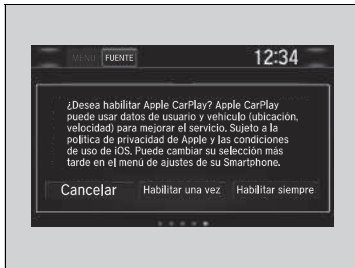 MENÚ FUENTE 12:34
¿Desea habilitar Apple CarPlay? Apple CarPlay
puede usar datos de usuario y vehículo (ubicación,
velocidad) para mejorar el servicio. Sujeto a la
política de privacidad de Apple y las condiciones
de uso de iOS. Puede cambiar su selección más
tarde en el menú de ajustes de su Smartphone.
Cancelar Habilitar una vez Habilitar siempre